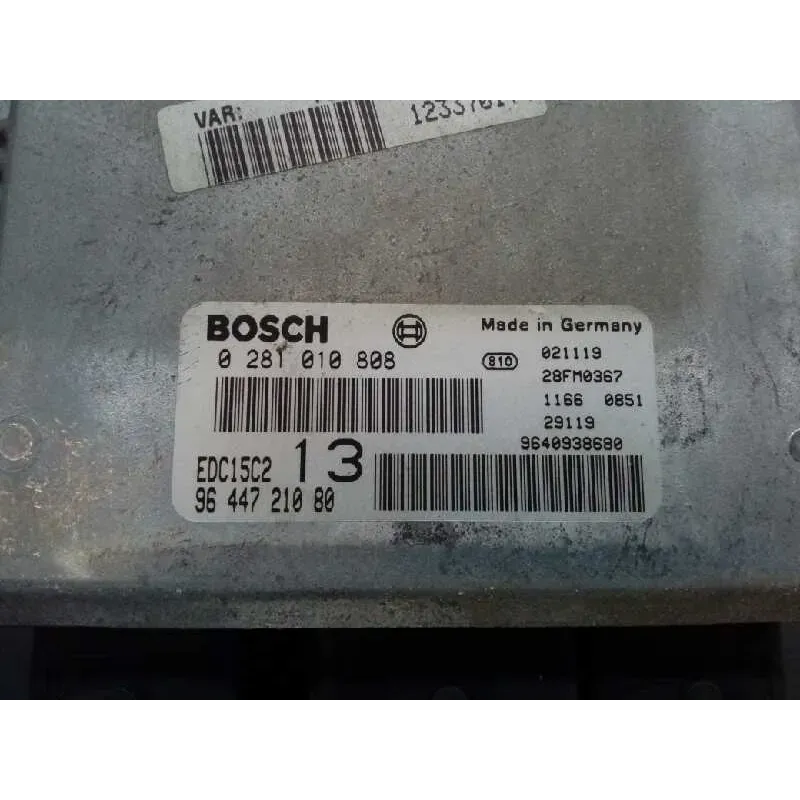 VAR:
BOSCH
Made in Germany
0 281 010 808
810
021119
28FM0367
1166 0851
29119
EDC15C2 13
9640938680
96 447 210 80